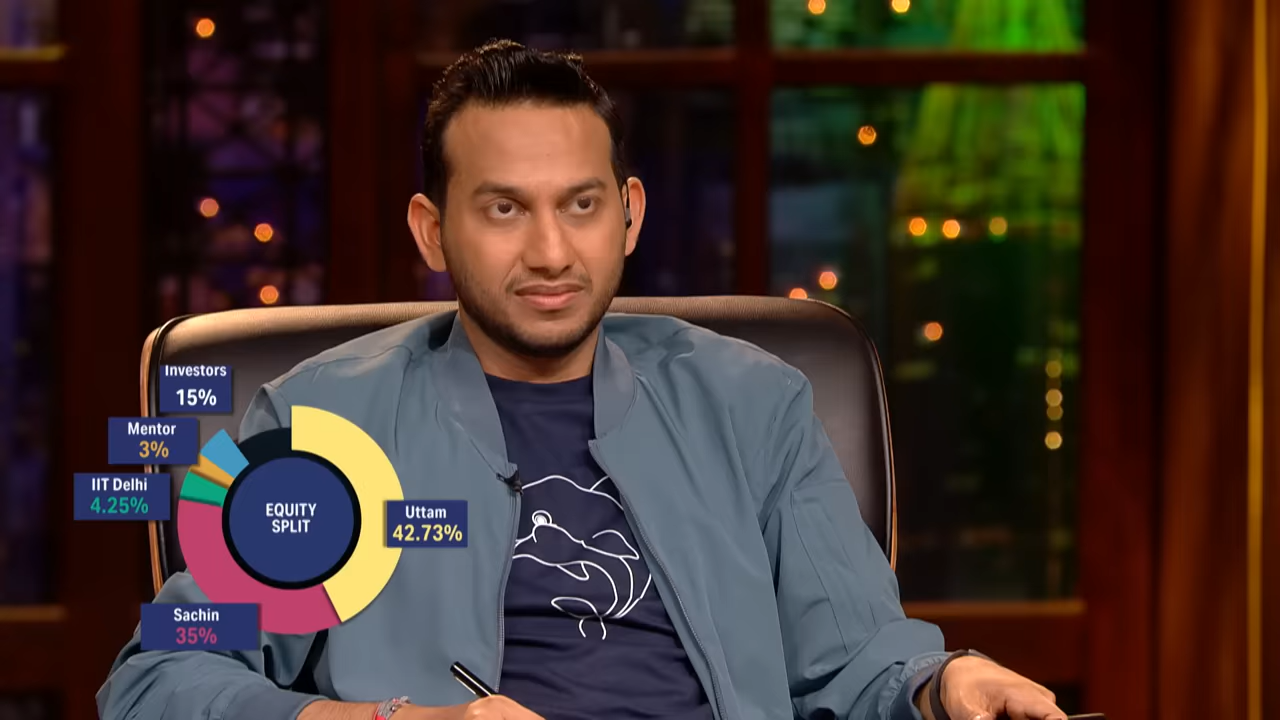 Investors
15%
Mentor
3%
IIT Delhi
4.25%
EQUITY
SPLIT
Uttam
42.73%
Sachin
35%